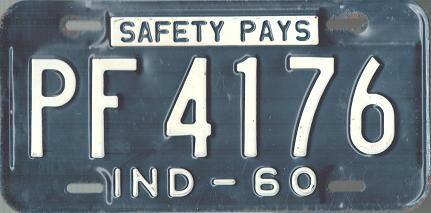 SAFETY PAYS
PF 4176
IND - 60